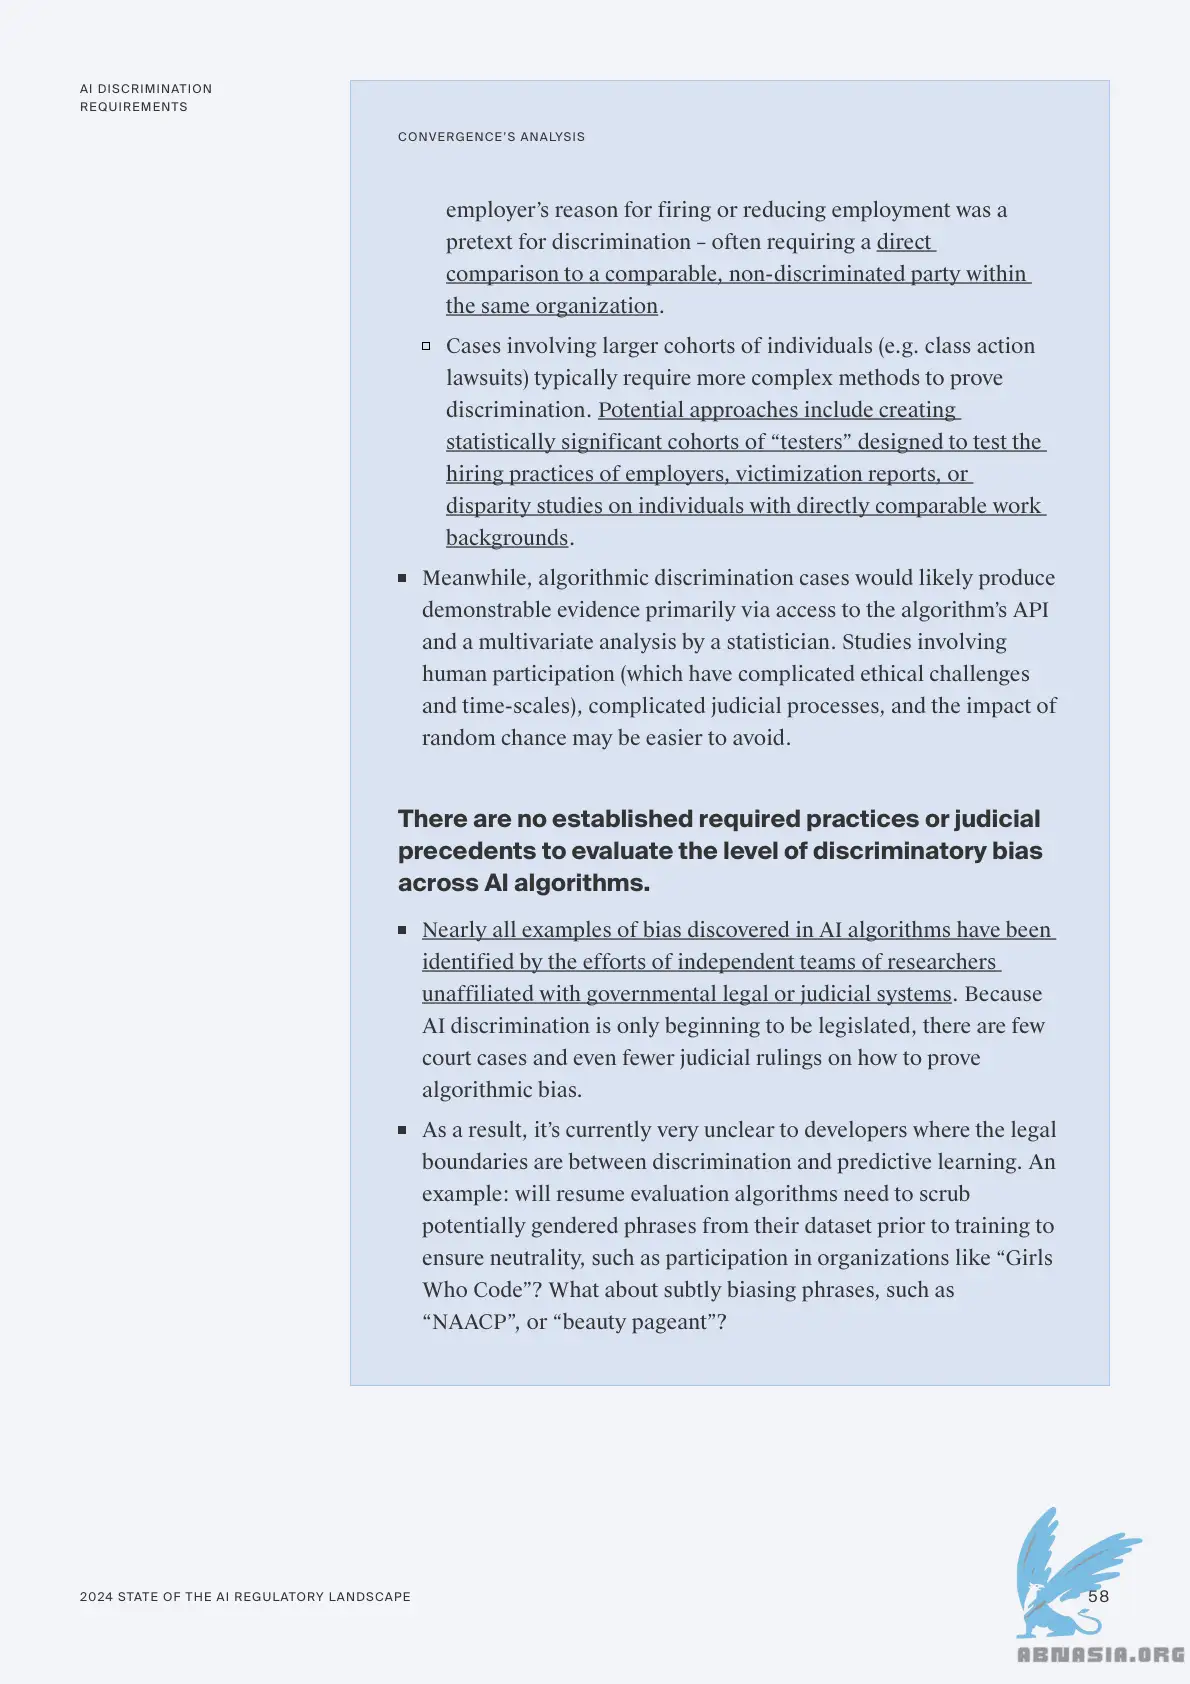 AI DISCRIMINATION
REQUIREMENTS
CONVERGENCE’S ANALYSIS
employer’s reason for firing or reducing employment was a
pretext for discrimination – often requiring a direct
comparison to a comparable, non-discriminated party within
the same organization.
Cases involving larger cohorts of individuals (e.g. class action
lawsuits) typically require more complex methods to prove
discrimination. Potential approaches include creating
statistically significant cohorts of “testers” designed to test the
hiring practices of employers, victimization reports, or
disparity studies on individuals with directly comparable work
backgrounds.
Meanwhile, algorithmic discrimination cases would likely produce
demonstrable evidence primarily via access to the algorithm’s API
and a multivariate analysis by a statistician. Studies involving
human participation (which have complicated ethical challenges
and time-scales), complicated judicial processes, and the impact of
random chance may be easier to avoid.
There are no established required practices or judicial
precedents to evaluate the level of discriminatory bias
across AI algorithms.
Nearly all examples of bias discovered in AI algorithms have been
identified by the efforts of independent teams of researchers
unaffiliated with governmental legal or judicial systems. Because
AI discrimination is only beginning to be legislated, there are few
court cases and even fewer judicial rulings on how to prove
algorithmic bias.
As a result, it’s currently very unclear to developers where the legal
boundaries are between discrimination and predictive learning. An
example: will resume evaluation algorithms need to scrub
potentially gendered phrases from their dataset prior to training to
ensure neutrality, such as participation in organizations like “Girls
Who Code”? What about subtly biasing phrases, such as
“NAACP”, or “beauty pageant”?
2024 STATE OF THE AI REGULATORY LANDSCAPE
58
ABNASIA.ORG